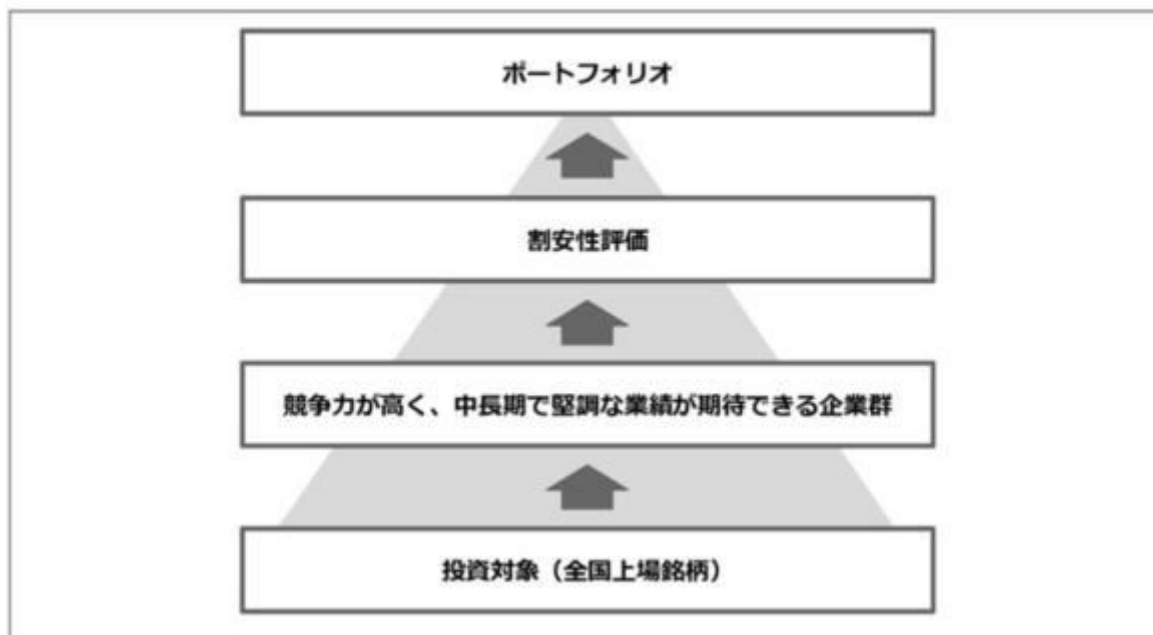 ポートフォリオ
割安性評価
競争力が高く、中長期で堅調な業績が期待できる企業群
投資対象（全国上場銘柄）